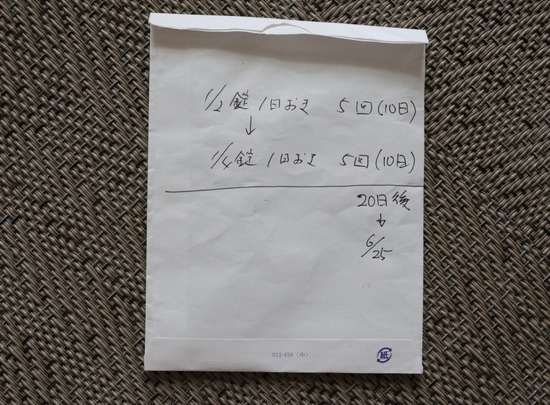 1/2 錠 1日おき 5回(10日)
↓
1/4錠 1日おき 5回(10日)
20日後
↓
6/25